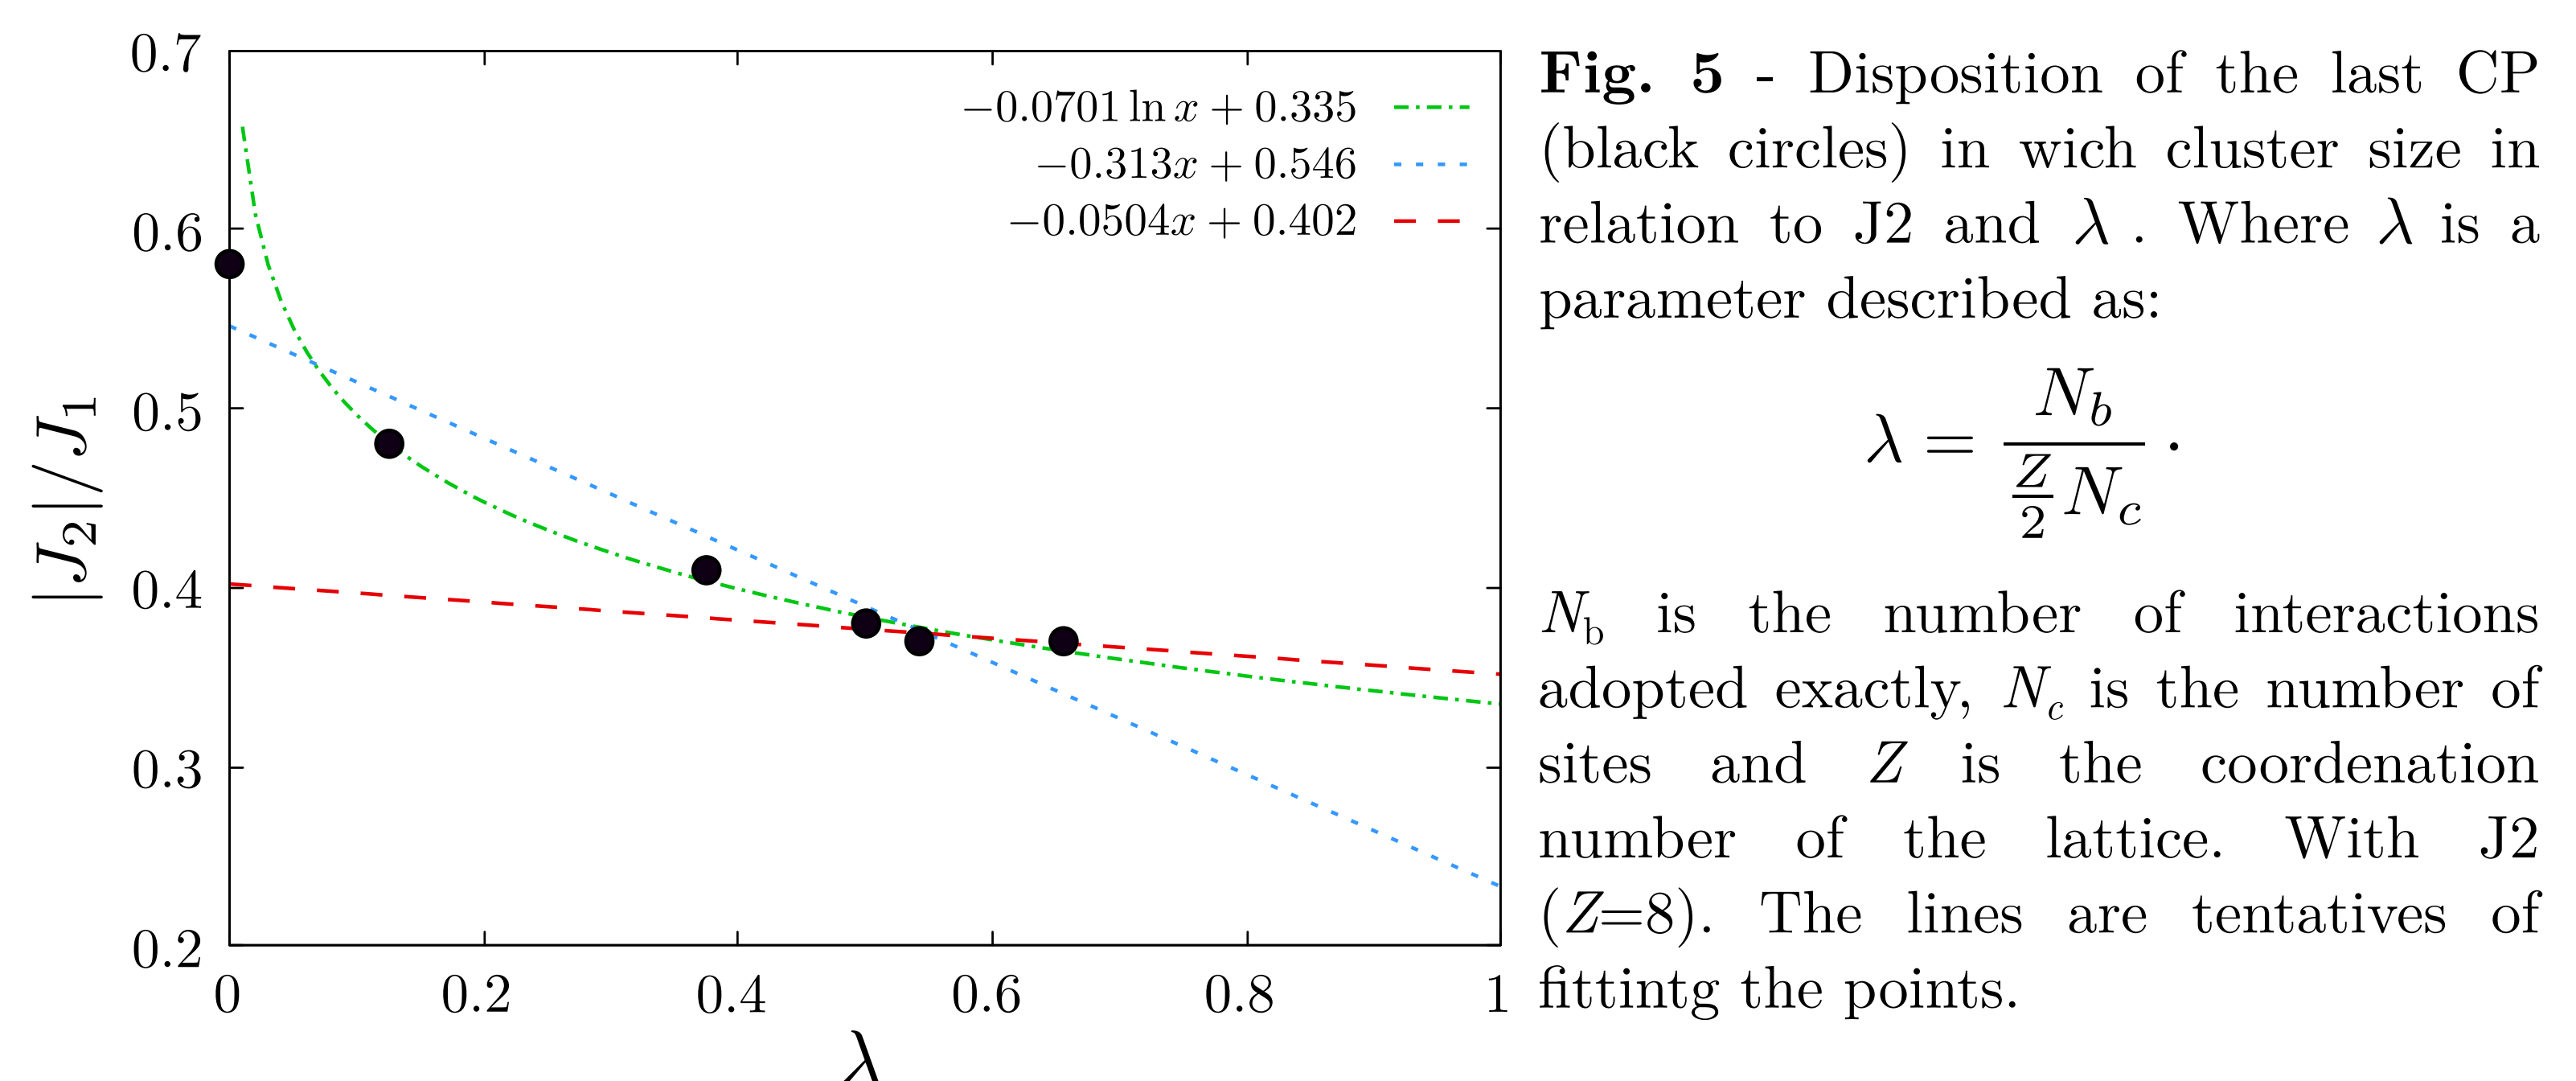 0.7
0.6
0.5
0.4
0.3
0.2
|J₂|/J₁
0 0.2 0.4 0.6 0.8 1
λ
−0.0701 ln x + 0.335
−0.313x + 0.546
−0.0504x + 0.402
Fig. 5 - Disposition of the last CP
(black circles) in wich cluster size in
relation to J2 and λ . Where λ is a
parameter described as:
λ = N_b / (Z/2 N_c) .
N_b is the number of interactions
adopted exactly, N_c is the number of
sites and Z is the coordenation
number of the lattice. With J2
(Z=8). The lines are tentatives of
fittintg the points.